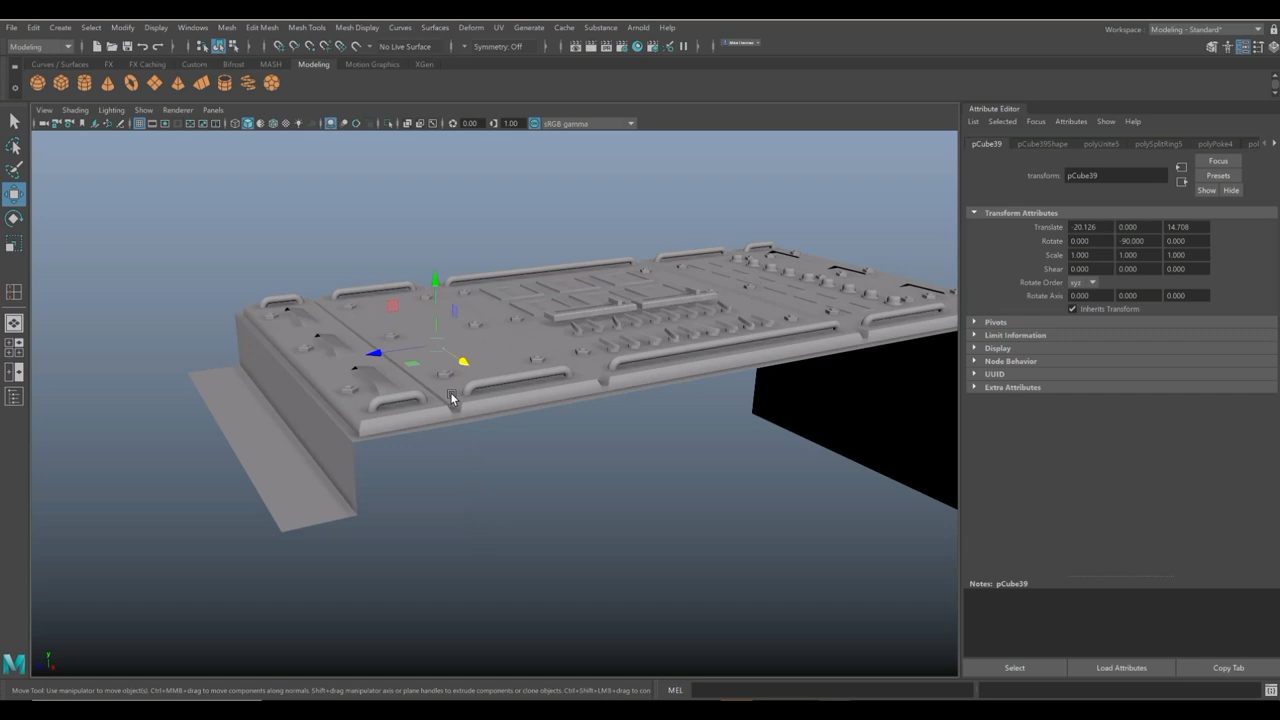 File Edit Create Select Modify Display Windows Mesh Edit Mesh Mesh Tools Mesh Display Curves Surfaces Deform UV Generate Cache Substance Arnold Help
Workspace: Modeling - Standard*
Modeling
No Live Surface
Symmetry: Off
Curves / Surfaces FX FX Caching Custom Bifrost MASH Modeling Motion Graphics XGen
View Shading Lighting Show Renderer Panels
0.00 1.00 sRGB gamma
Attribute Editor
List Selected Focus Attributes Show Help
pCube39 pCube39Shape polyUnite5 polySplitRing5 polyPoke4
transform: pCube39
Focus
Presets
Show Hide
Transform Attributes
Translate -20.126 0.000 14.708
Rotate 0.000 -90.000 0.000
Scale 1.000 1.000 1.000
Shear 0.000 0.000 0.000
Rotate Order xyz
Rotate Axis 0.000 0.000 0.000
Inherits Transform
Pivots
Limit Information
Display
Node Behavior
UUID
Extra Attributes
Notes: pCube39
Select Load Attributes Copy Tab
y
x
Move Tool: Use manipulator to move object(s). Ctrl+MMB+drag to move components along normals. Shift+drag manipulator axis or plane handles to extrude components or clone objects. Ctrl+Shift+LMB+drag to con
MEL